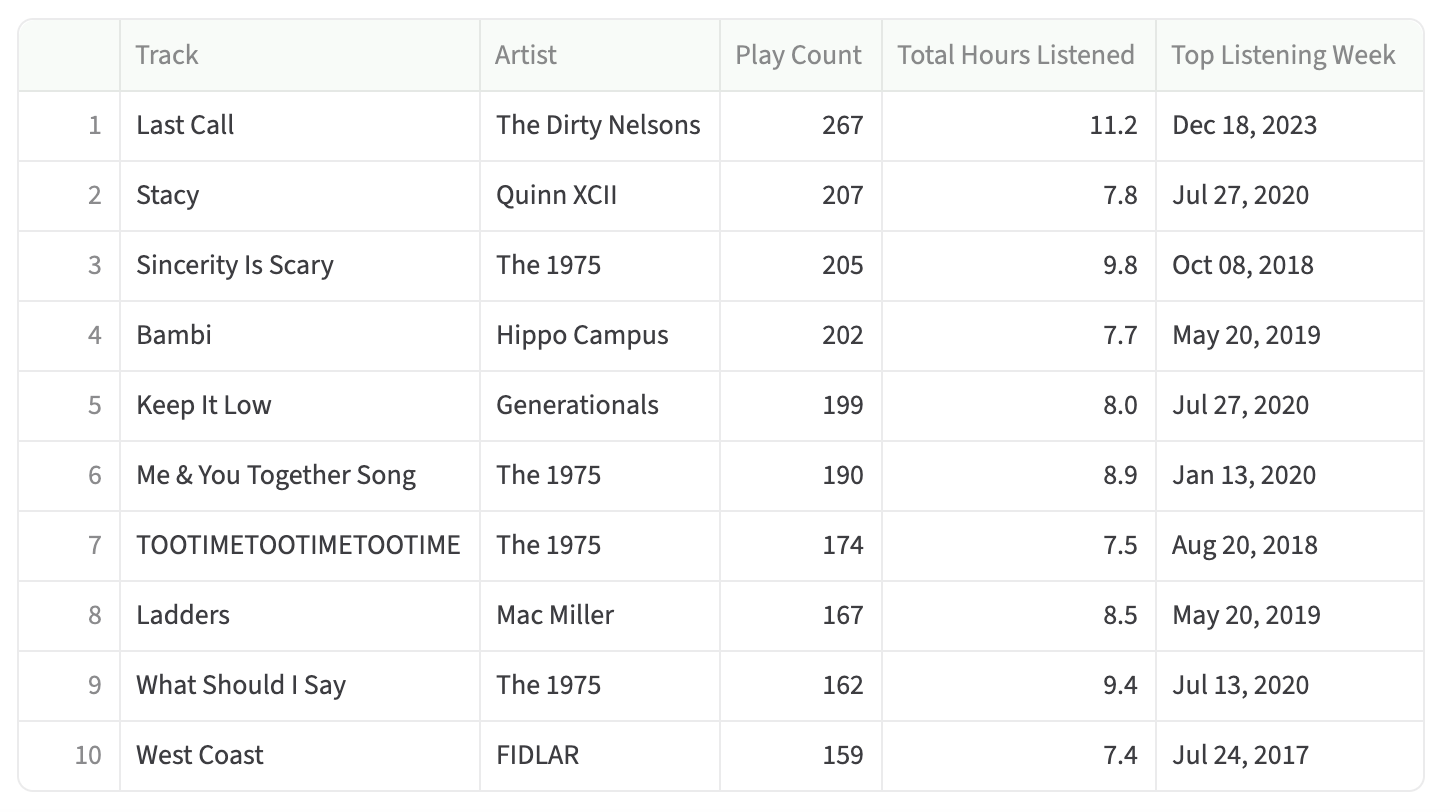 Track Artist Play Count Total Hours Listened Top Listening Week
1 Last Call The Dirty Nelsons 267 11.2 Dec 18, 2023
2 Stacy Quinn XCII 207 7.8 Jul 27, 2020
3 Sincerity Is Scary The 1975 205 9.8 Oct 08, 2018
4 Bambi Hippo Campus 202 7.7 May 20, 2019
5 Keep It Low Generationals 199 8.0 Jul 27, 2020
6 Me & You Together Song The 1975 190 8.9 Jan 13, 2020
7 TOOTIMETOOTIMETOOTIME The 1975 174 7.5 Aug 20, 2018
8 Ladders Mac Miller 167 8.5 May 20, 2019
9 What Should I Say The 1975 162 9.4 Jul 13, 2020
10 West Coast FIDLAR 159 7.4 Jul 24, 2017